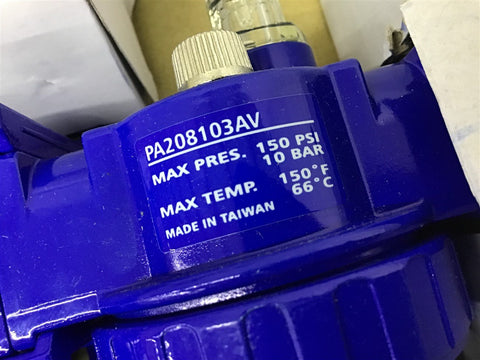 PA208103AV
MAX PRES. 150 PSI
10 BAR
MAX TEMP. 150°F
66°C
MADE IN TAIWAN